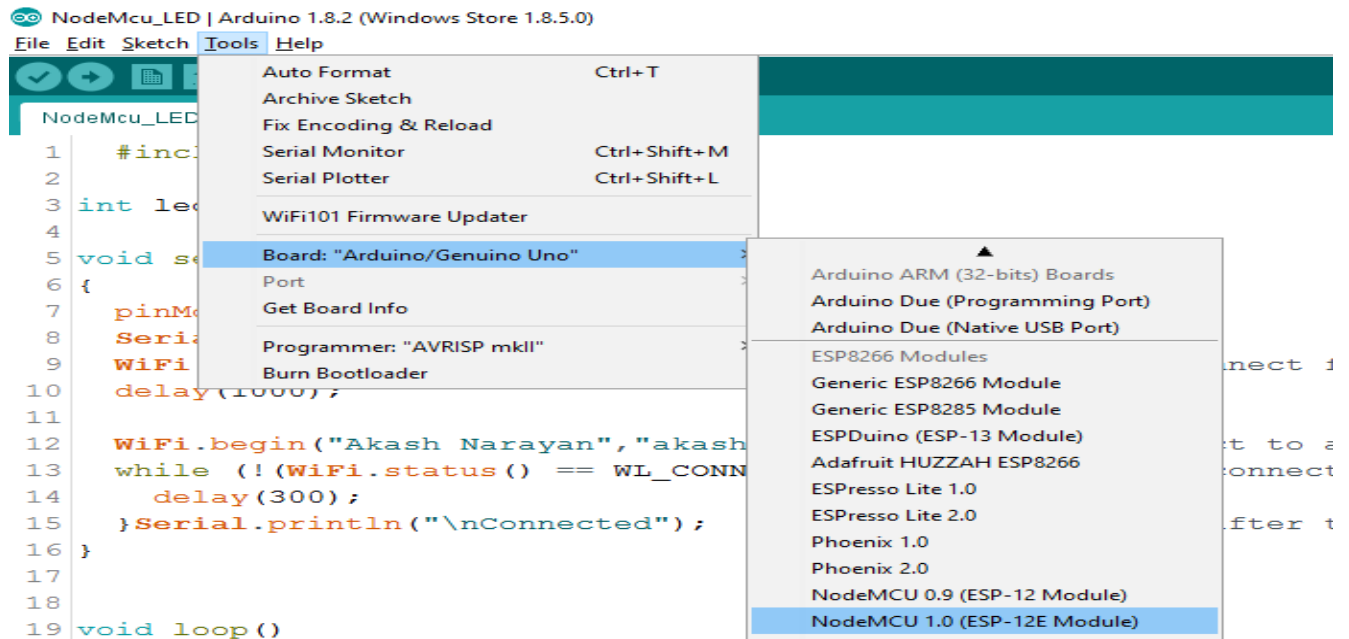 NodeMcu_LED | Arduino 1.8.2 (Windows Store 1.8.5.0)
File Edit Sketch Tools Help
NodeMcu_LED
Auto Format Ctrl+T
Archive Sketch
Fix Encoding & Reload
Serial Monitor Ctrl+Shift+M
Serial Plotter Ctrl+Shift+L
WiFi101 Firmware Updater
Board: "Arduino/Genuino Uno"
Port
Get Board Info
Programmer: "AVRISP mkII"
Burn Bootloader
Arduino ARM (32-bits) Boards
Arduino Due (Programming Port)
Arduino Due (Native USB Port)
ESP8266 Modules
Generic ESP8266 Module
Generic ESP8285 Module
ESPDuino (ESP-13 Module)
Adafruit HUZZAH ESP8266
ESPresso Lite 1.0
ESPresso Lite 2.0
Phoenix 1.0
Phoenix 2.0
NodeMCU 0.9 (ESP-12 Module)
NodeMCU 1.0 (ESP-12E Module)
1 #incl
2
3 int led
4
5 void se
6 {
7 pinMo
8 Seria
9 WiFi nnect f
10 delay(1000);
11
12 WiFi.begin("Akash Narayan","akash t to a
13 while (!(WiFi.status() == WL_CONN onnect
14 delay(300);
15 }Serial.println("\nConnected"); fter t
16 }
17
18
19 void loop()